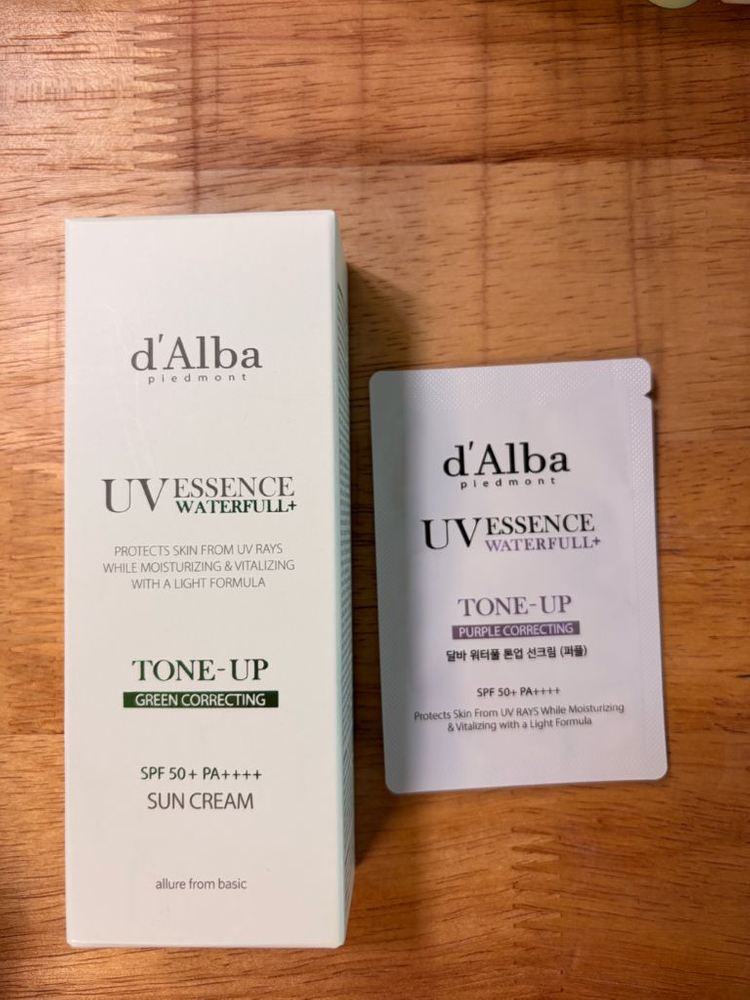 d'Alba
piedmont
UV ESSENCE
WATERFULL+
PROTECTS SKIN FROM UV RAYS
WHILE MOISTURIZING & VITALIZING
WITH A LIGHT FORMULA
TONE-UP
GREEN CORRECTING
SPF 50+ PA++++
SUN CREAM
allure from basic
d'Alba
piedmont
UV ESSENCE
WATERFULL+
TONE-UP
PURPLE CORRECTING
달바 워터풀 톤업 선크림 (퍼플)
SPF 50+ PA++++
Protects Skin From UV RAYS While Moisturizing
& Vitalizing with a Light Formula